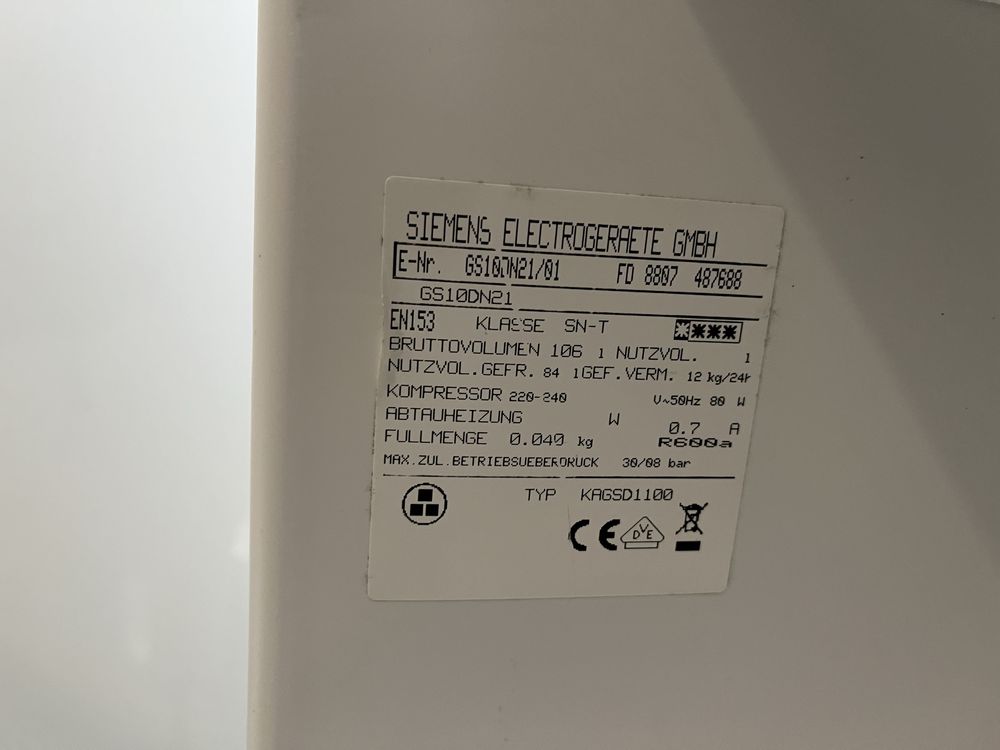 SIEMENS ELECTROGERAETE GMBH
E-Nr. GS10DN21/01 FD 8807 487688
GS10DN21
EN153 KLASSE SN-T
BRUTTOVOLUMEN 106 l NUTZVOL. l
NUTZVOL.GEFR. 84 l GEF.VERM. 12 kg/24h
KOMPRESSOR 220-240 V~50Hz 80 W
ABTAUHEIZUNG W 0.7 A
FULLMENGE 0.040 kg R600a
MAX.ZUL.BETRIEBSUEBERDRUCK 30/08 bar
TYP KAGSD1100
CE DVE